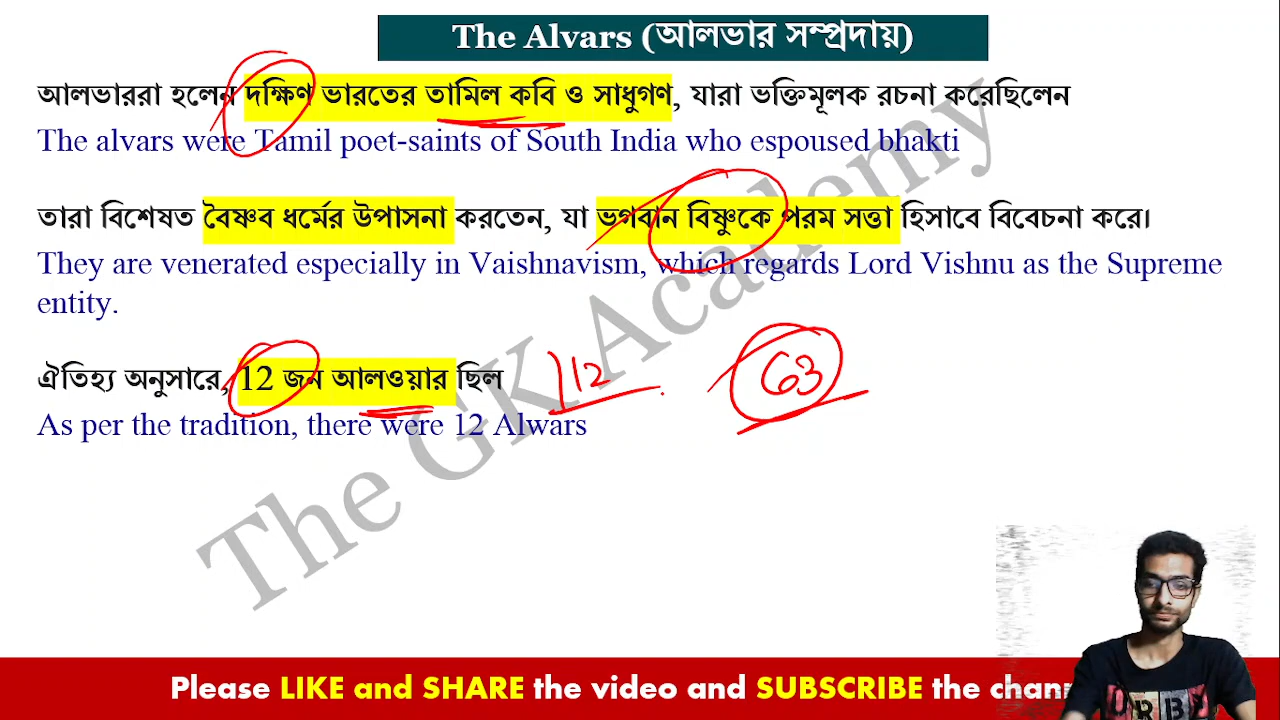 The Alvars (আলভার সম্প্রদায়)
আলভাররা হলেন দক্ষিণ ভারতের তামিল কবি ও সাধুগণ, যারা ভক্তিমূলক রচনা করেছিলেন
The alvars were Tamil poet-saints of South India who espoused bhakti
তারা বিশেষত বৈষ্ণব ধর্মের উপাসনা করতেন, যা ভগবান বিষ্ণুকে পরম সত্তা হিসাবে বিবেচনা করে।
They are venerated especially in Vaishnavism, which regards Lord Vishnu as the Supreme
entity.
ঐতিহ্য অনুসারে, 12 জন আলওয়ার ছিল 12 63
As per the tradition, there were 12 Alwars
The GK Academy
Please LIKE and SHARE the video and SUBSCRIBE the